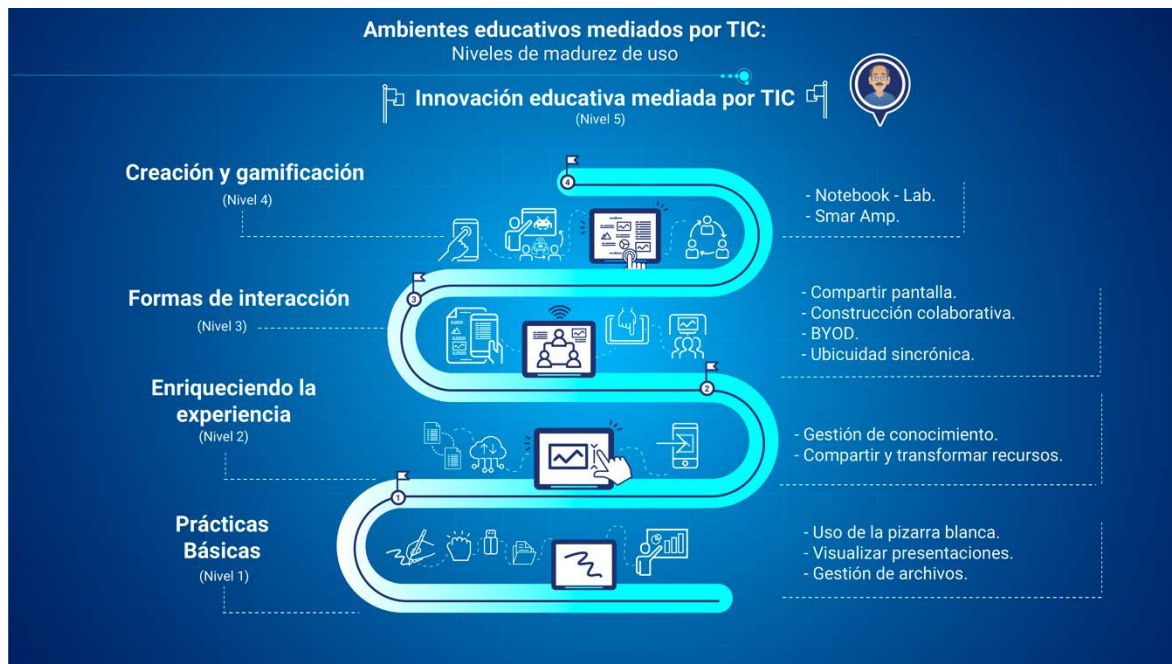 Ambientes educativos mediados por TIC:
Niveles de madurez de uso
Innovación educativa mediada por TIC
(Nivel 5)
Creación y gamificación
(Nivel 4)
4
- Notebook - Lab.
- Smar Amp.
Formas de interacción
(Nivel 3)
3
- Compartir pantalla.
- Construcción colaborativa.
- BYOD.
- Ubicuidad sincrónica.
Enriqueciendo la
experiencia
(Nivel 2)
2
- Gestión de conocimiento.
- Compartir y transformar recursos.
Prácticas
Básicas
(Nivel 1)
1
- Uso de la pizarra blanca.
- Visualizar presentaciones.
- Gestión de archivos.